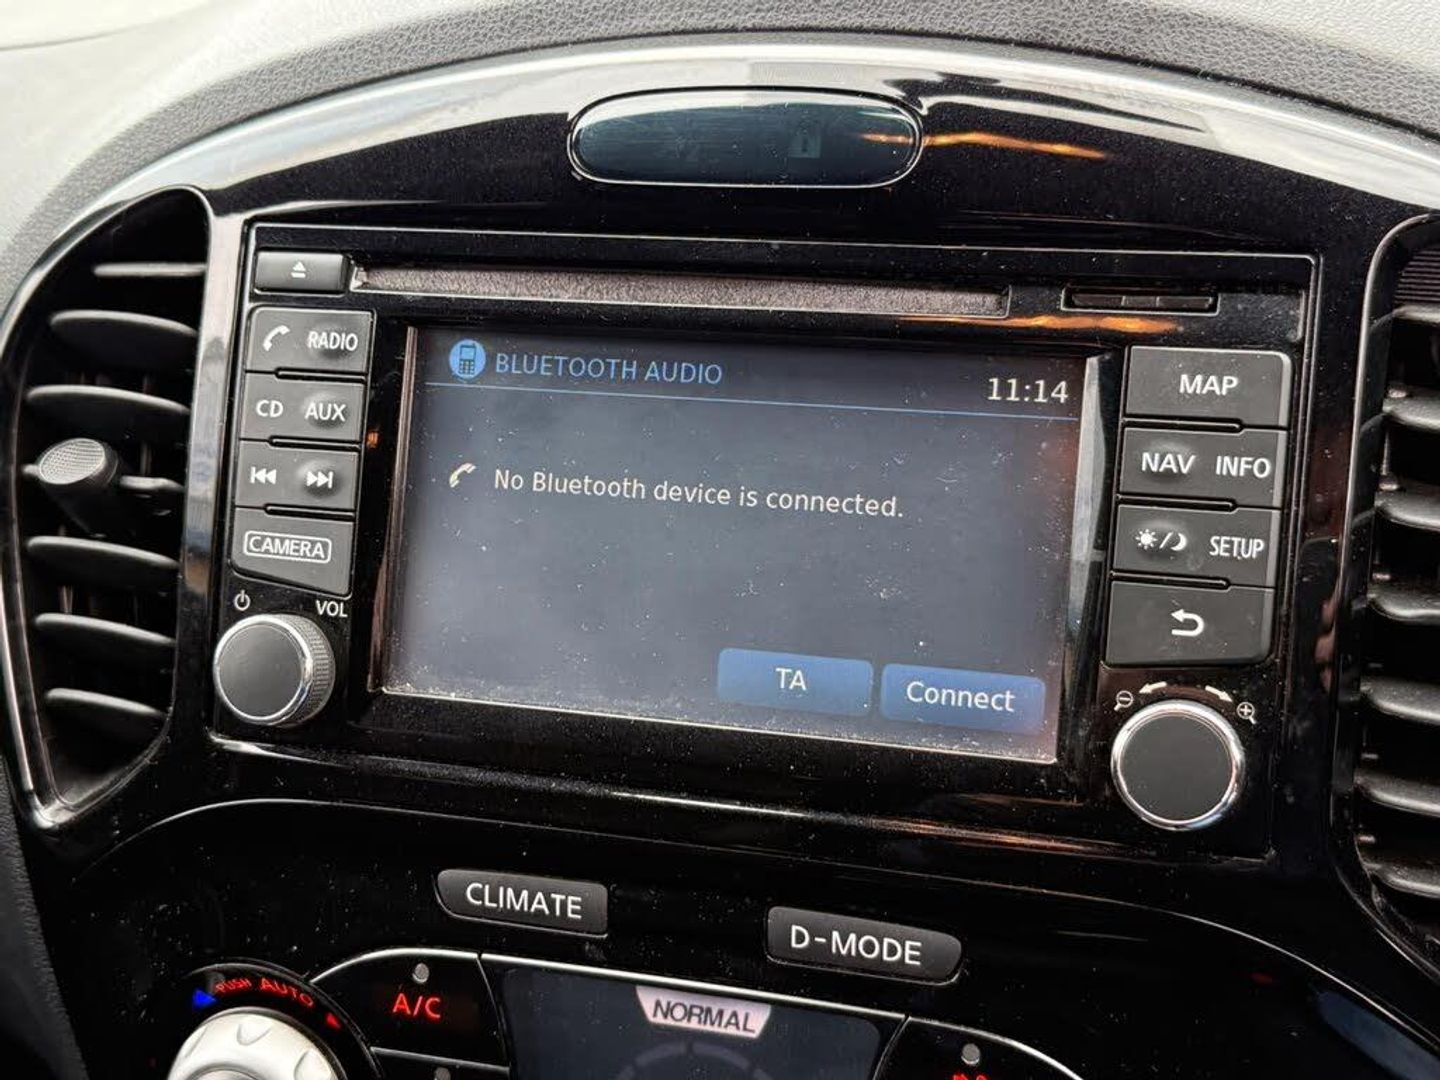 RADIO
CD AUX
CAMERA
VOL
BLUETOOTH AUDIO
11:14
No Bluetooth device is connected.
TA
Connect
MAP
NAV INFO
SETUP
CLIMATE
D-MODE
PUSH AUTO
A/C
NORMAL